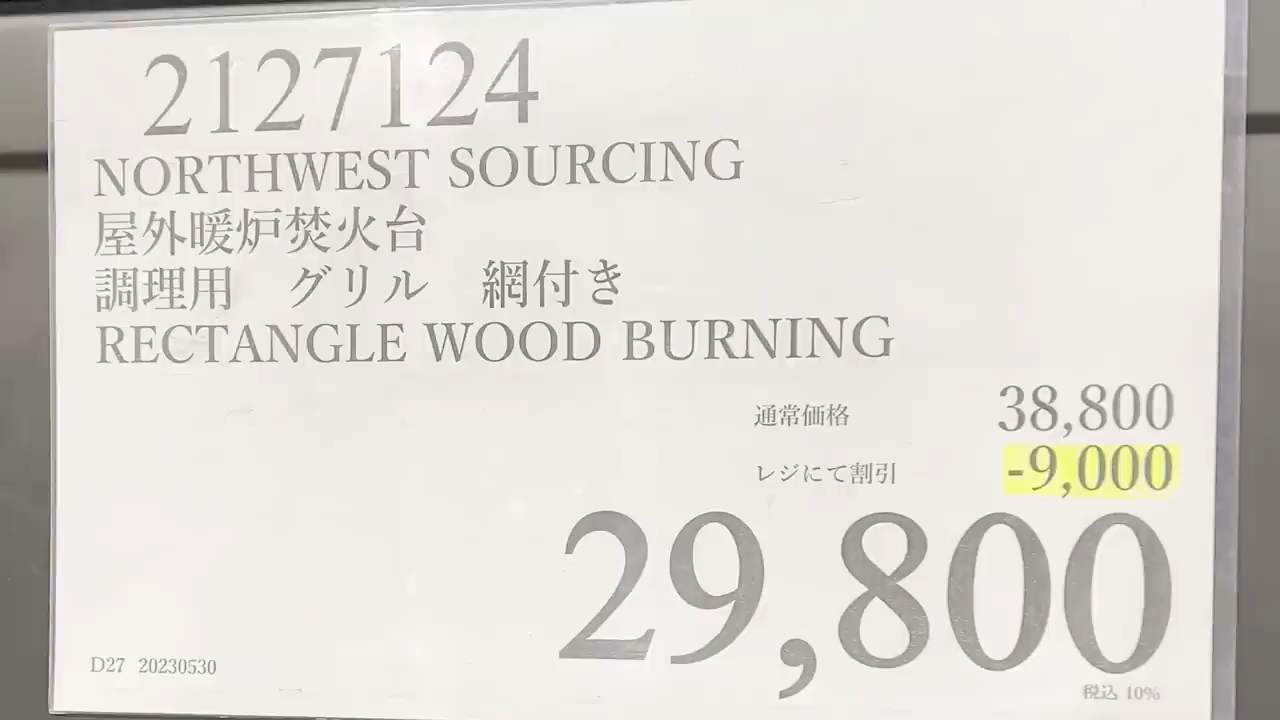 2127124
NORTHWEST SOURCING
屋外暖炉焚火台
調理用　グリル　網付き
RECTANGLE WOOD BURNING
通常価格 38,800
レジにて割引 -9,000
29,800
税込 10%
D27 20230530